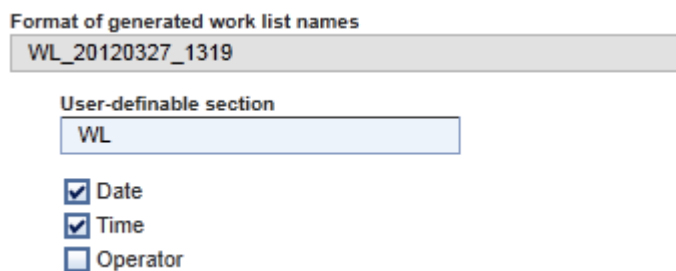 Format of generated work list names
WL_20120327_1319
User-definable section
WL
Date
Time
Operator